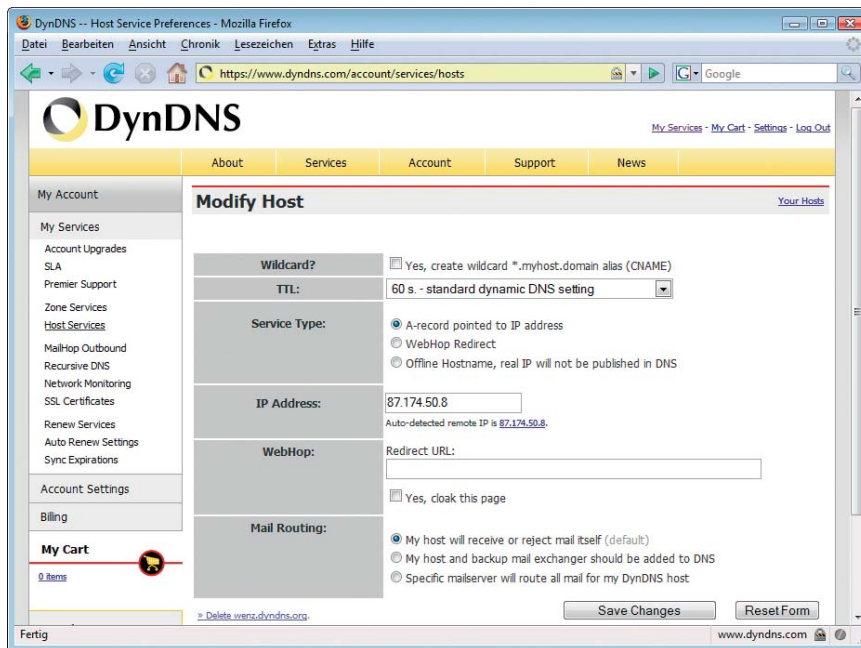 DynDNS -- Host Service Preferences - Mozilla Firefox
Datei Bearbeiten Ansicht Chronik Lesezeichen Extras Hilfe
https://www.dyndns.com/account/services/hosts
G Google
DynDNS
My Services - My Cart - Settings - Log Out
About Services Account Support News
My Account
My Services
Account Upgrades
SLA
Premier Support
Zone Services
Host Services
MailHop Outbound
Recursive DNS
Network Monitoring
SSL Certificates
Renew Services
Auto Renew Settings
Sync Expirations
Account Settings
Billing
My Cart
0 items
Modify Host
Your Hosts
Wildcard?
Yes, create wildcard *.myhost.domain alias (CNAME)
TTL:
60 s. - standard dynamic DNS setting
Service Type:
A-record pointed to IP address
WebHop Redirect
Offline Hostname, real IP will not be published in DNS
IP Address:
87.174.50.8
Auto-detected remote IP is 87.174.50.8.
WebHop:
Redirect URL:
Yes, cloak this page
Mail Routing:
My host will receive or reject mail itself (default)
My host and backup mail exchanger should be added to DNS
Specific mailserver will route all mail for my DynDNS host
» Delete wenz.dyndns.org.
Save Changes
Reset Form
Fertig
www.dyndns.com